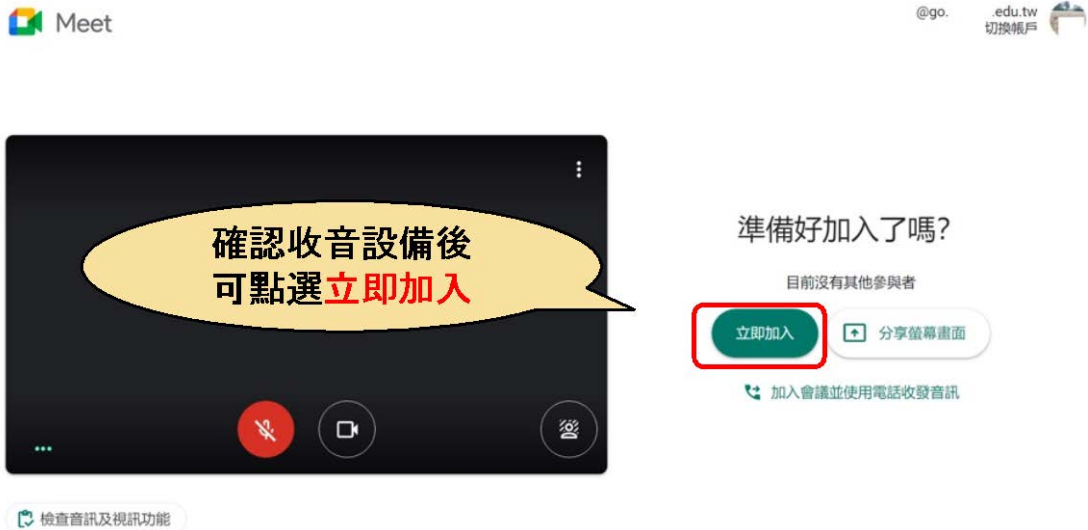 Meet
@go. .edu.tw
切換帳戶
確認收音設備後
可點選立即加入
準備好加入了嗎?
目前沒有其他參與者
立即加入
分享螢幕畫面
加入會議並使用電話收發音訊
檢查音訊及視訊功能